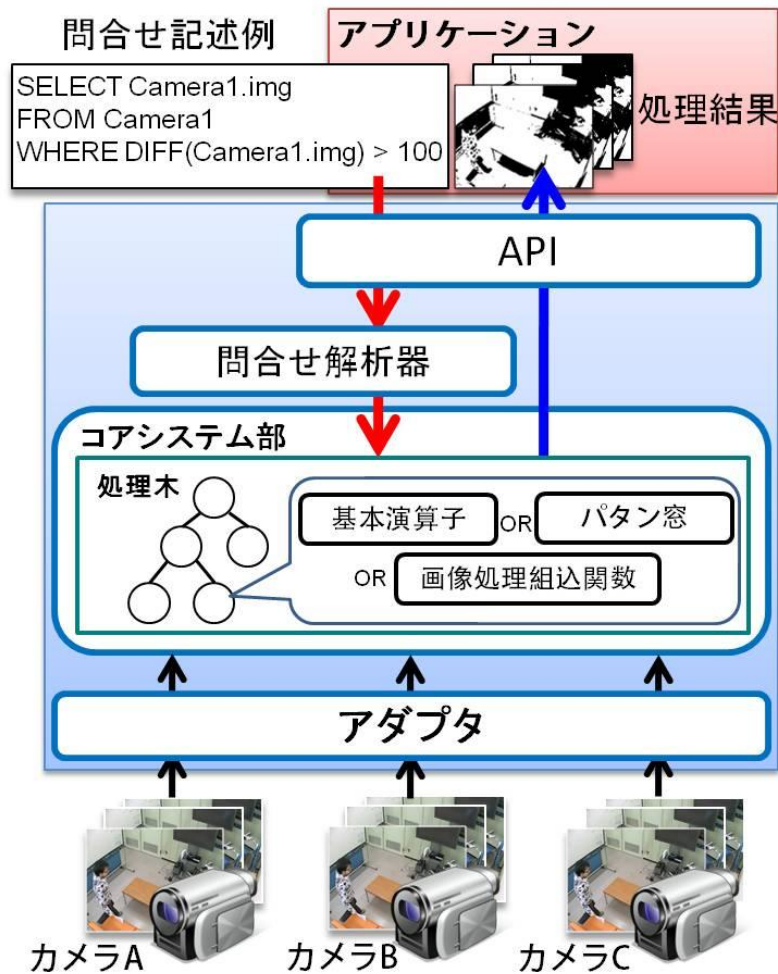 問合せ記述例
アプリケーション
SELECT Camera1.img
FROM Camera1
WHERE DIFF(Camera1.img) > 100
処理結果
API
問合せ解析器
コアシステム部
処理木
基本演算子 OR パタン窓
OR 画像処理組込関数
アダプタ
カメラA カメラB カメラC